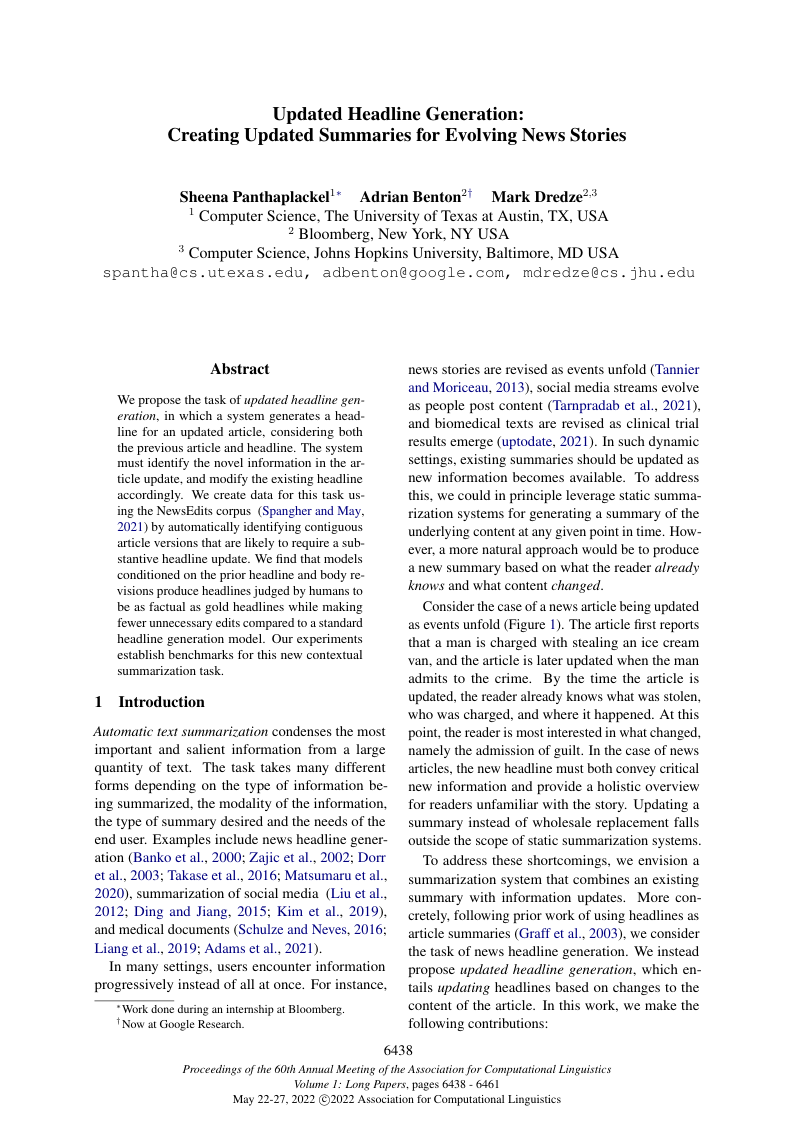 Updated Headline Generation:
Creating Updated Summaries for Evolving News Stories
Sheena Panthaplackel1∗ Adrian Benton2† Mark Dredze2,3
1 Computer Science, The University of Texas at Austin, TX, USA
2 Bloomberg, New York, NY USA
3 Computer Science, Johns Hopkins University, Baltimore, MD USA
spantha@cs.utexas.edu, adbenton@google.com, mdredze@cs.jhu.edu
Abstract
We propose the task of updated headline gen-
eration, in which a system generates a head-
line for an updated article, considering both
the previous article and headline. The system
must identify the novel information in the ar-
ticle update, and modify the existing headline
accordingly. We create data for this task us-
ing the NewsEdits corpus (Spangher and May,
2021) by automatically identifying contiguous
article versions that are likely to require a sub-
stantive headline update. We find that models
conditioned on the prior headline and body re-
visions produce headlines judged by humans to
be as factual as gold headlines while making
fewer unnecessary edits compared to a standard
headline generation model. Our experiments
establish benchmarks for this new contextual
summarization task.
1 Introduction
Automatic text summarization condenses the most
important and salient information from a large
quantity of text. The task takes many different
forms depending on the type of information be-
ing summarized, the modality of the information,
the type of summary desired and the needs of the
end user. Examples include news headline gener-
ation (Banko et al., 2000; Zajic et al., 2002; Dorr
et al., 2003; Takase et al., 2016; Matsumaru et al.,
2020), summarization of social media (Liu et al.,
2012; Ding and Jiang, 2015; Kim et al., 2019),
and medical documents (Schulze and Neves, 2016;
Liang et al., 2019; Adams et al., 2021).
In many settings, users encounter information
progressively instead of all at once. For instance,
∗Work done during an internship at Bloomberg.
†Now at Google Research.
news stories are revised as events unfold (Tannier
and Moriceau, 2013), social media streams evolve
as people post content (Tarnpradab et al., 2021),
and biomedical texts are revised as clinical trial
results emerge (uptodate, 2021). In such dynamic
settings, existing summaries should be updated as
new information becomes available. To address
this, we could in principle leverage static summa-
rization systems for generating a summary of the
underlying content at any given point in time. How-
ever, a more natural approach would be to produce
a new summary based on what the reader already
knows and what content changed.
Consider the case of a news article being updated
as events unfold (Figure 1). The article first reports
that a man is charged with stealing an ice cream
van, and the article is later updated when the man
admits to the crime. By the time the article is
updated, the reader already knows what was stolen,
who was charged, and where it happened. At this
point, the reader is most interested in what changed,
namely the admission of guilt. In the case of news
articles, the new headline must both convey critical
new information and provide a holistic overview
for readers unfamiliar with the story. Updating a
summary instead of wholesale replacement falls
outside the scope of static summarization systems.
To address these shortcomings, we envision a
summarization system that combines an existing
summary with information updates. More con-
cretely, following prior work of using headlines as
article summaries (Graff et al., 2003), we consider
the task of news headline generation. We instead
propose updated headline generation, which en-
tails updating headlines based on changes to the
content of the article. In this work, we make the
following contributions:
6438
Proceedings of the 60th Annual Meeting of the Association for Computational Linguistics
Volume 1: Long Papers, pages 6438 - 6461
May 22-27, 2022 ©2022 Association for Computational Linguistics